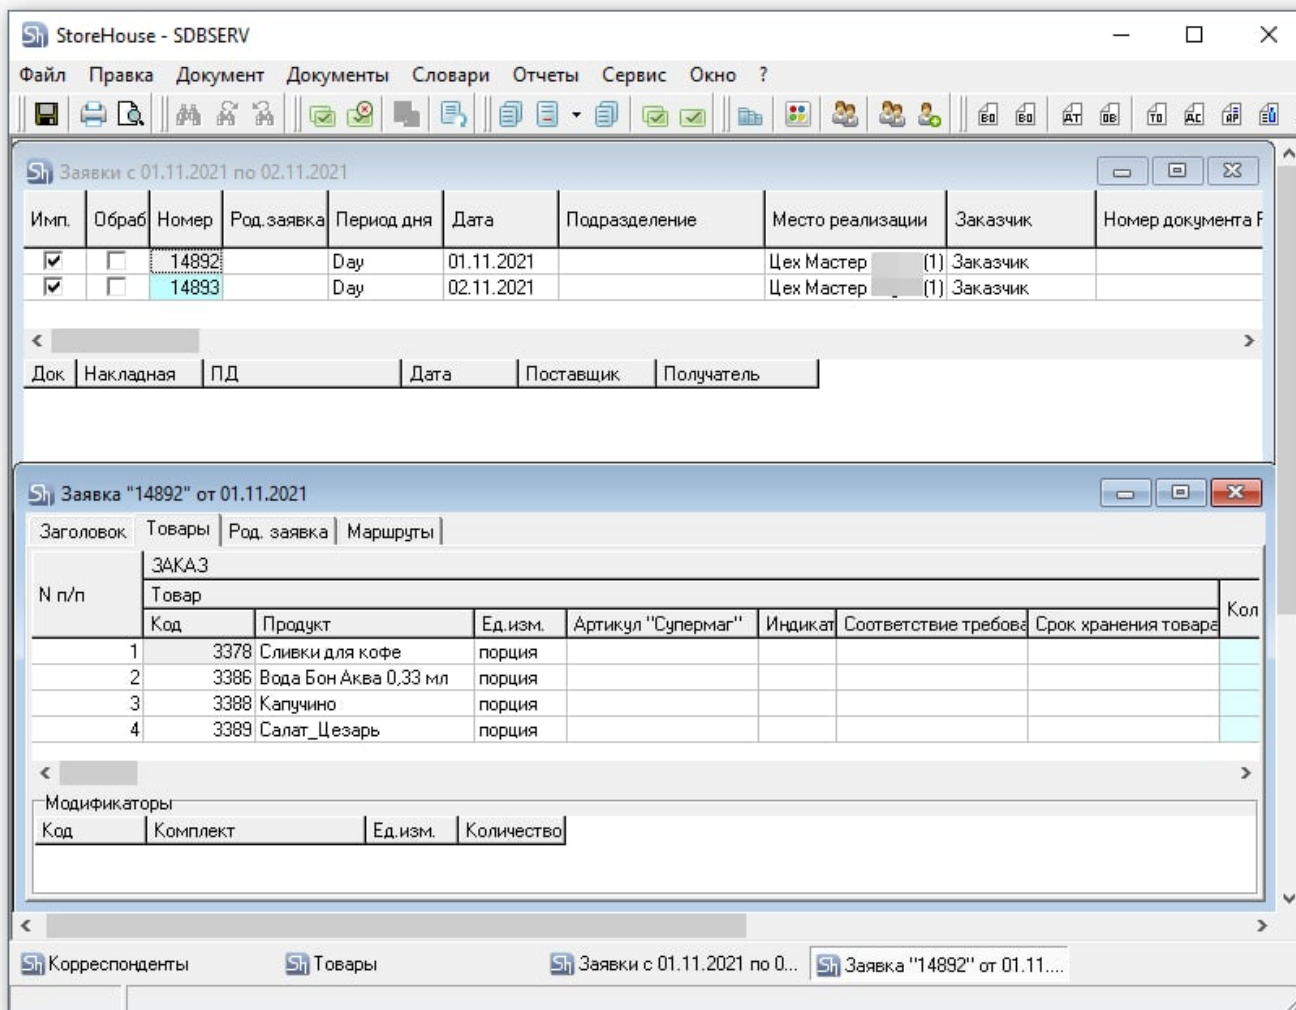 StoreHouse - SDBSERV
Файл Правка Документ Документы Словари Отчеты Сервис Окно ?
Заявки с 01.11.2021 по 02.11.2021
Имп. Обраб Номер Род.заявка Период дня Дата Подразделение Место реализации Заказчик Номер документа F
14892 Day 01.11.2021 Цех Мастер (1) Заказчик
14893 Day 02.11.2021 Цех Мастер (1) Заказчик
Док Накладная ПД Дата Поставщик Получатель
Заявка "14892" от 01.11.2021
Заголовок Товары Род. заявка Маршруты
ЗАКАЗ
N п/п Товар Кол
Код Продукт Ед.изм. Артикул "Супермаг" Индикат Соответствие требова Срок хранения товара
1 3378 Сливки для кофе порция
2 3386 Вода Бон Аква 0,33 мл порция
3 3388 Капучино порция
4 3389 Салат_Цезарь порция
Модификаторы
Код Комплект Ед.изм. Количество
Корреспонденты Товары Заявки с 01.11.2021 по 0... Заявка "14892" от 01.11....